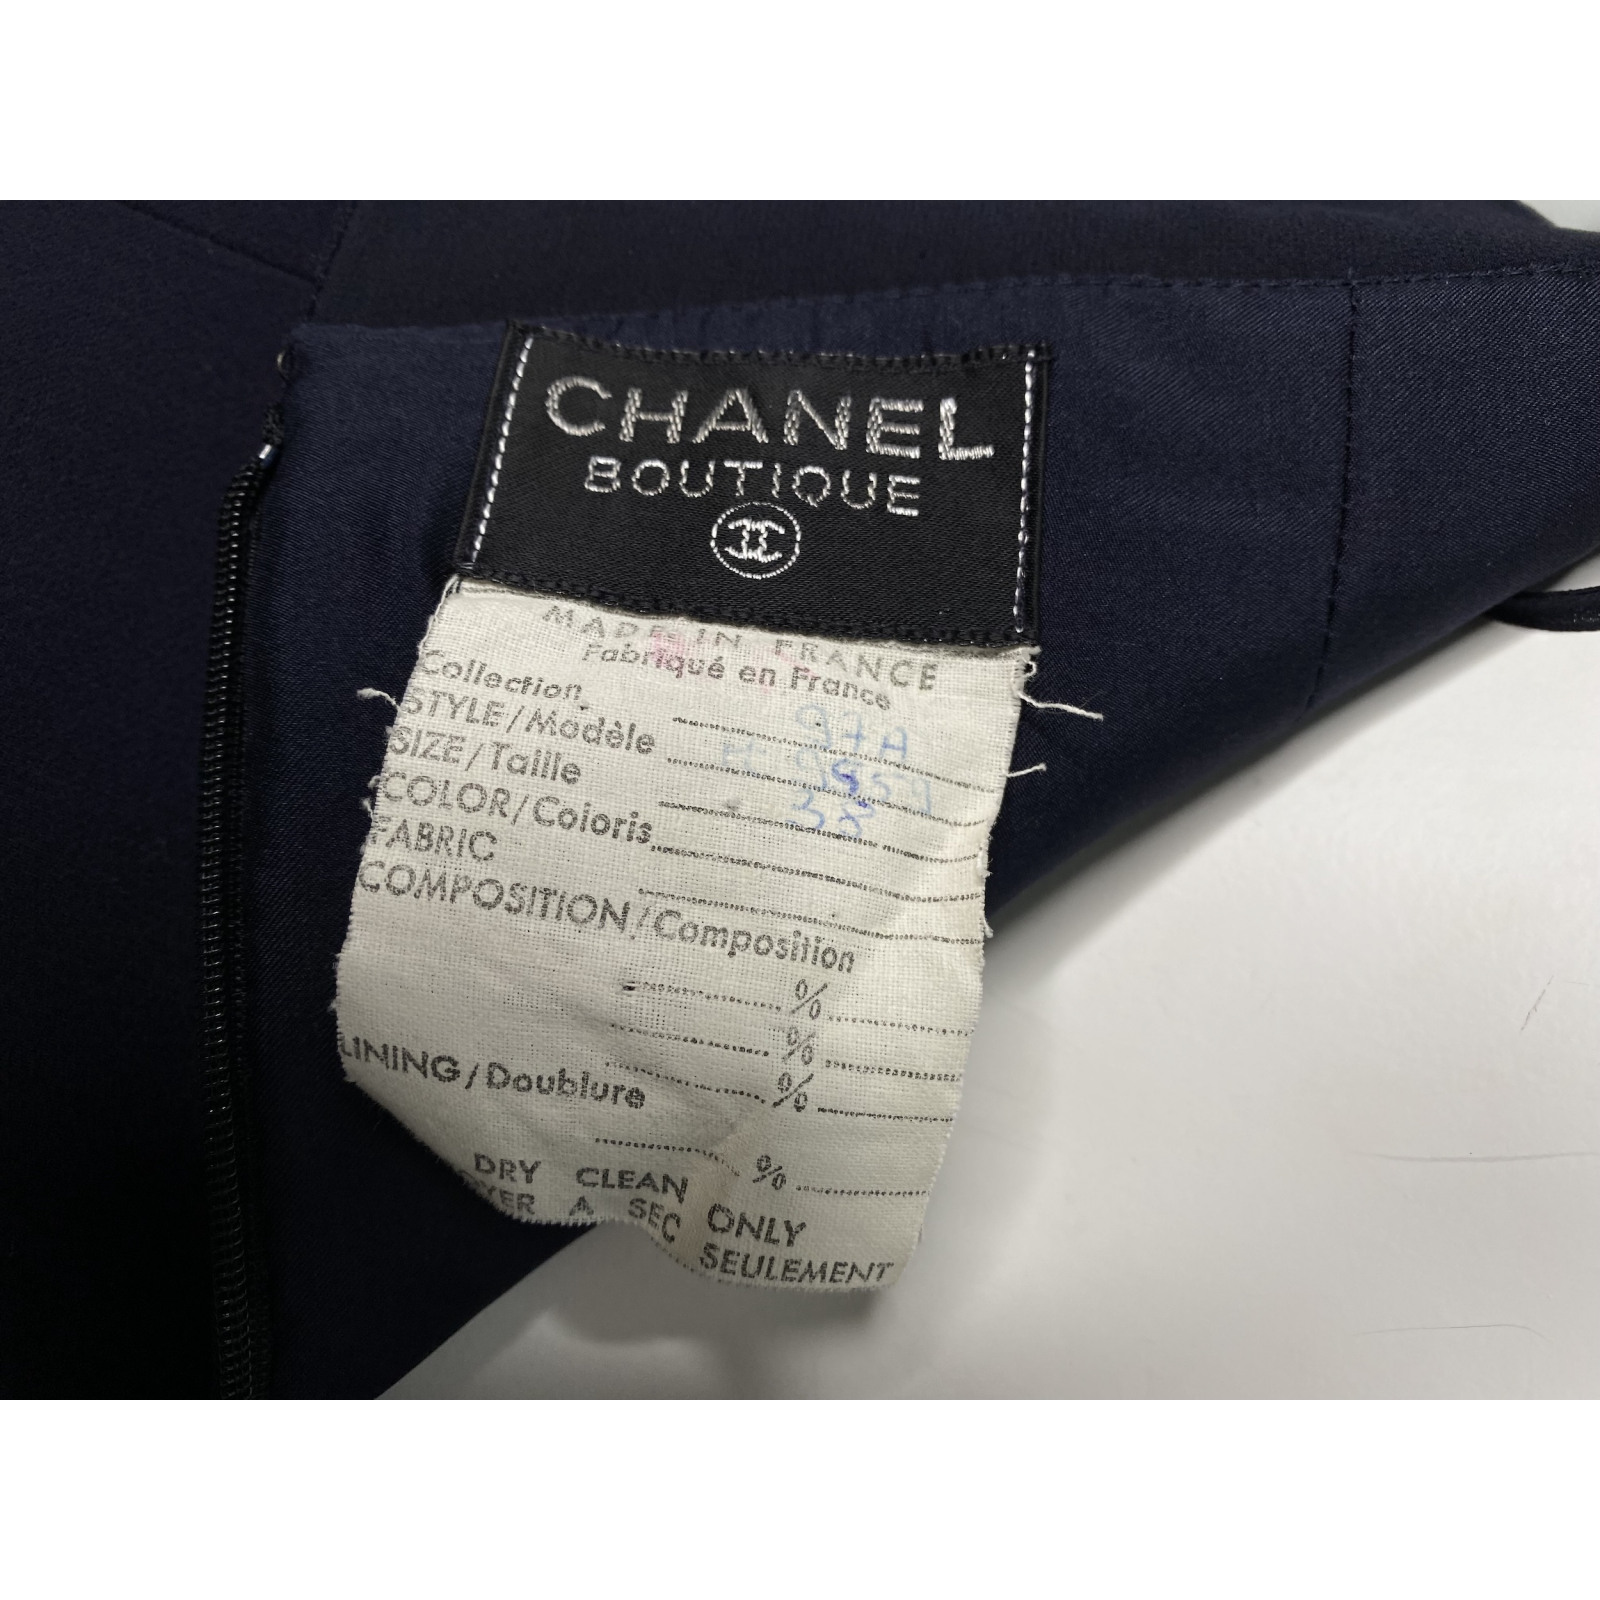 CHANEL
BOUTIQUE
MADE IN FRANCE
Fabriqué en France
Collection 97A
STYLE/Modèle
SIZE/Taille 38
COLOR/Coloris
FABRIC
COMPOSITION/Composition
%
%
LINING/Doublure %
%
DRY CLEAN ONLY
A SEC SEULEMENT